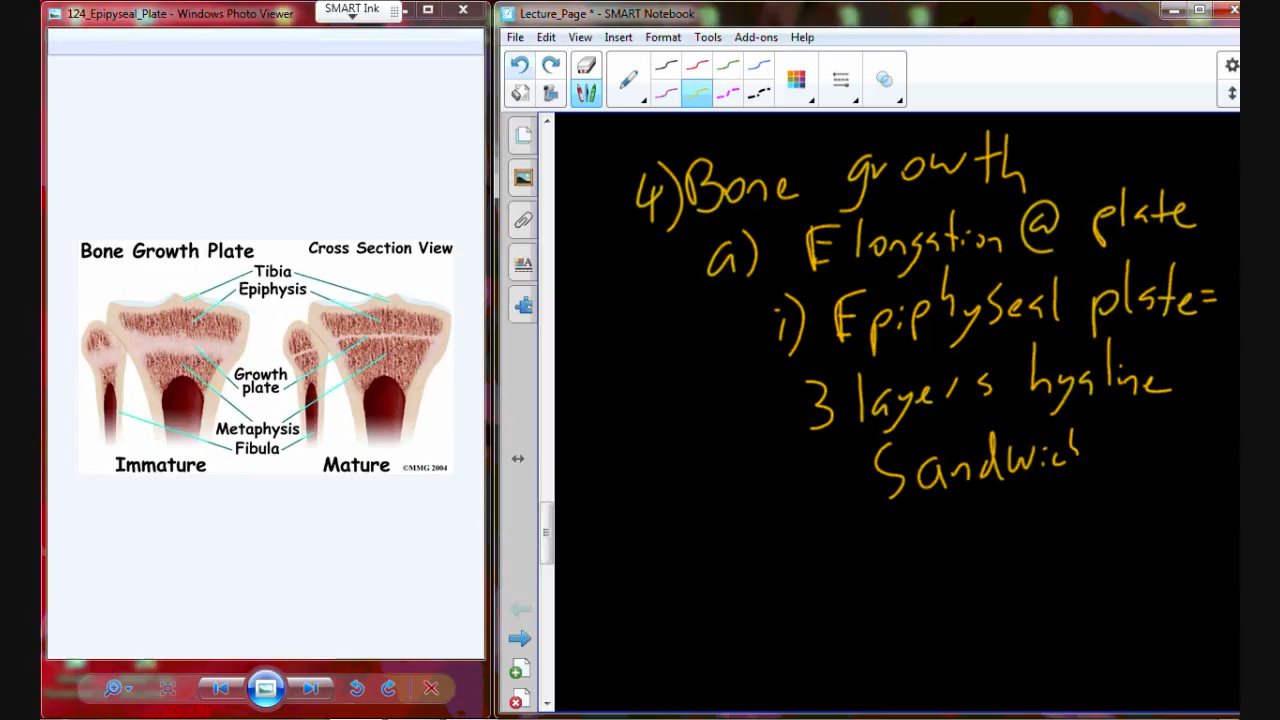 124_Epipyseal_Plate - Windows Photo Viewer
SMART Ink
Bone Growth Plate
Cross Section View
Tibia
Epiphysis
Growth
plate
Metaphysis
Fibula
Immature
Mature
©MMG 2004
Lecture_Page * - SMART Notebook
File Edit View Insert Format Tools Add-ons Help
4) Bone growth
a) Elongation @ plate
i) Epiphyseal plate=
3 layers hyaline
Sandwich